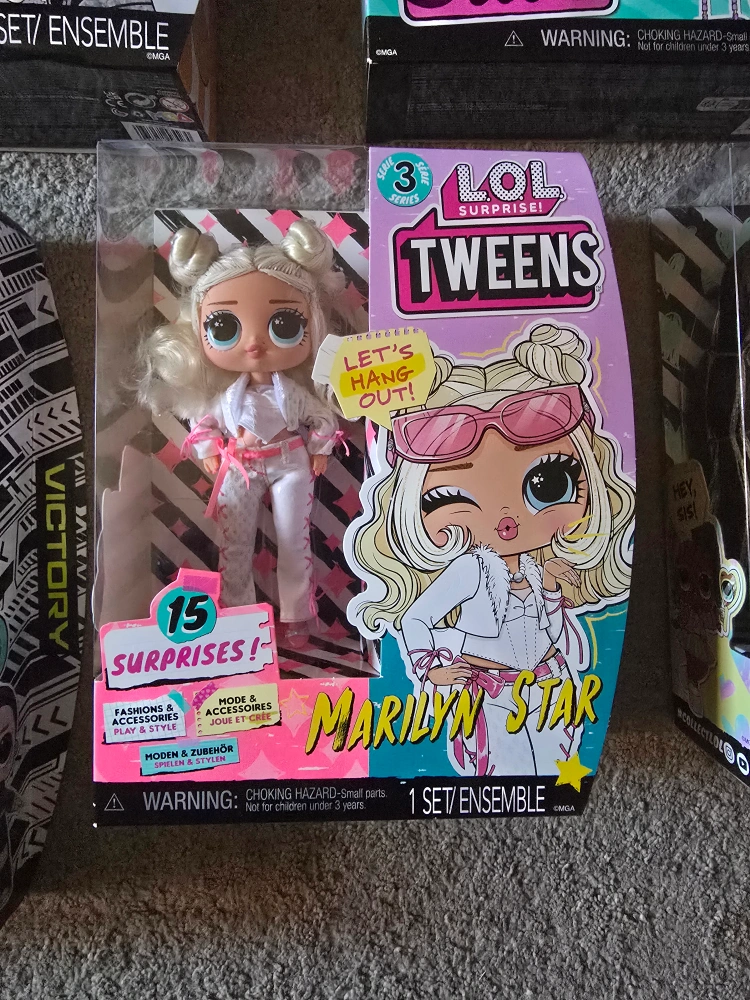 SET/ ENSEMBLE
©MGA
©MGA
WARNING: CHOKING HAZARD-Small
Not for children under 3 years.
SERIE
SÉRIE
3
SERIES
L.O.L.
SURPRISE!
TWEENS
LET'S
HANG
OUT!
15
SURPRISES!
FASHIONS &
ACCESSORIES
PLAY & STYLE
MODE &
ACCESSOIRES
JOUE ET CRÉE
MODEN & ZUBEHÖR
SPIELEN & STYLEN
MARILYN STAR
WARNING: CHOKING HAZARD-Small parts.
Not for children under 3 years.
1 SET/ ENSEMBLE
©MGA
VICTORY
HEY,
SIS!
#COLLECTLOL